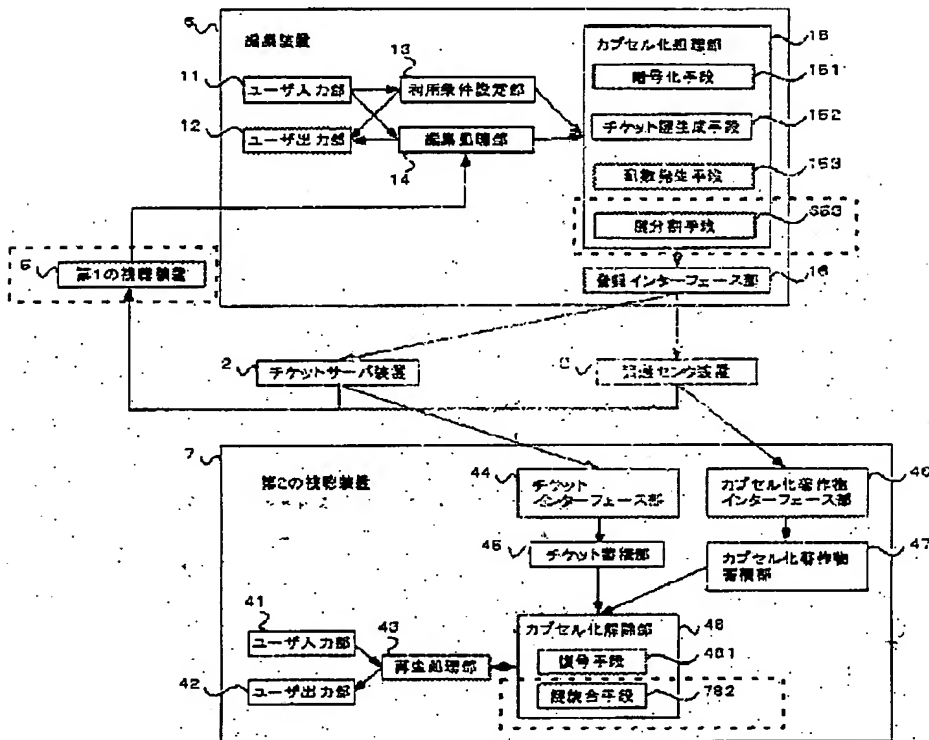 6
編集装置
13
カプセル化処理部
15
11
ユーザ入力部
利用条件設定部
暗号化手段
151
12
ユーザ出力部
編集処理部
14
チケット鍵生成手段
152
乱数発生手段
153
鍵分割手段
653
5
第1の視聴装置
登録インターフェース部
16
2
チケットサーバ装置
流通センタ装置
7
第2の視聴装置
44
チケット
インターフェース部
カプセル化著作物
インターフェース部
46
45
チケット蓄積部
カプセル化著作物
蓄積部
47
41
ユーザ入力部
43
再生処理部
カプセル化解除部
48
復号手段
481
42
ユーザ出力部
鍵統合手段
782